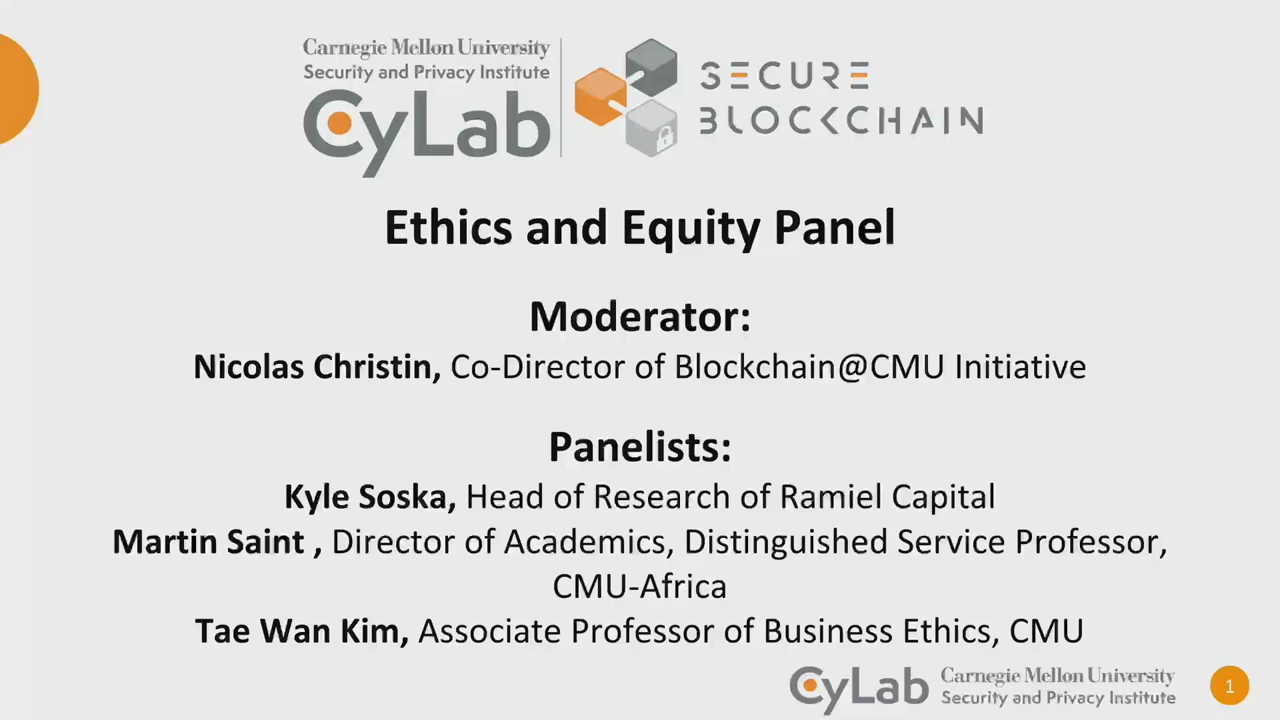 Carnegie Mellon University
Security and Privacy Institute
CyLab
SECURE
BLOCKCHAIN
Ethics and Equity Panel
Moderator:
Nicolas Christin, Co-Director of Blockchain@CMU Initiative
Panelists:
Kyle Soska, Head of Research of Ramiel Capital
Martin Saint , Director of Academics, Distinguished Service Professor,
CMU-Africa
Tae Wan Kim, Associate Professor of Business Ethics, CMU
CyLab
Carnegie Mellon University
Security and Privacy Institute
1